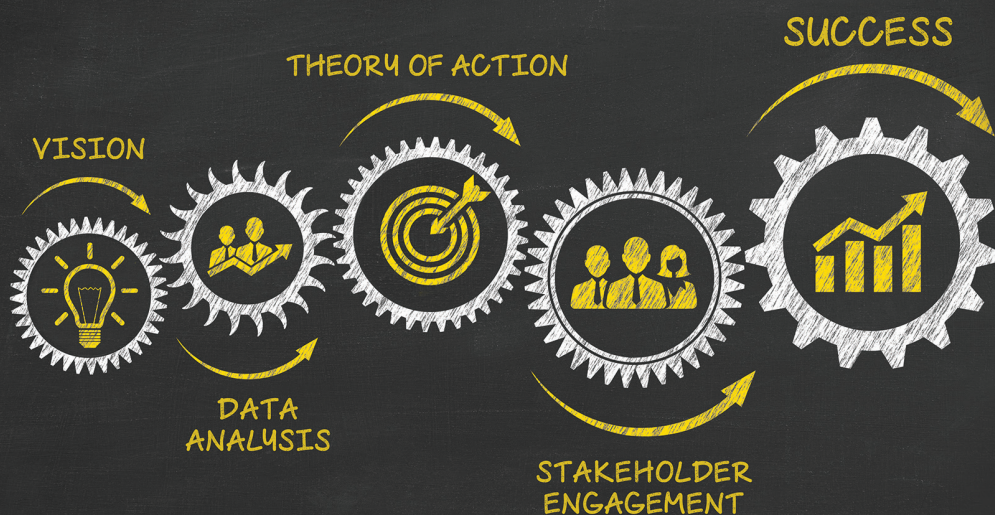 VISION
DATA
ANALYSIS
THEORY OF ACTION
STAKEHOLDER
ENGAGEMENT
SUCCESS